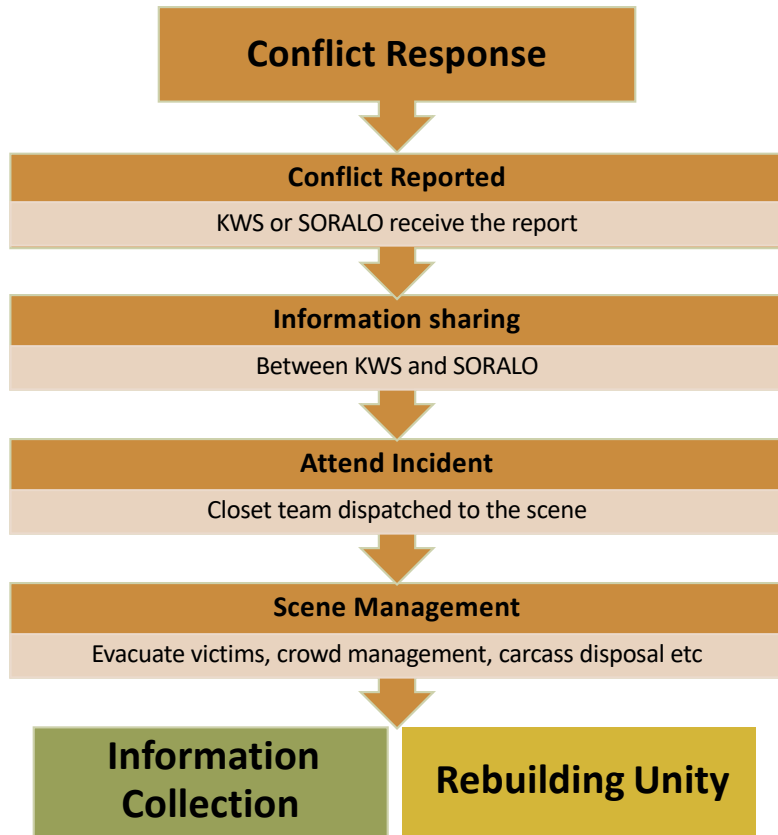 Conflict Response
Conflict Reported
KWS or SORALO receive the report
Information sharing
Between KWS and SORALO
Attend Incident
Closet team dispatched to the scene
Scene Management
Evacuate victims, crowd management, carcass disposal etc
Information
Collection
Rebuilding Unity